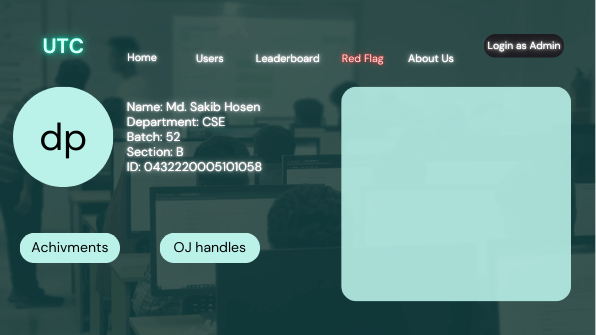 UTC
Home
Users
Leaderboard
Red Flag
About Us
Login as Admin
dp
Name: Md. Sakib Hosen
Department: CSE
Batch: 52
Section: B
ID: 0432220005101058
Achivments
OJ handles